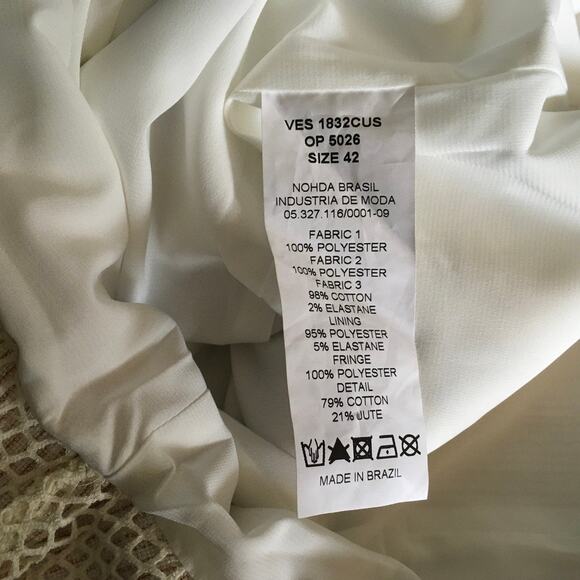 VES 1832CUS
OP 5026
SIZE 42
NOHDA BRASIL
INDUSTRIA DE MODA
05.327.116/0001-09
FABRIC 1
100% POLYESTER
FABRIC 2
100% POLYESTER
FABRIC 3
98% COTTON
2% ELASTANE
LINING
95% POLYESTER
5% ELASTANE
FRINGE
100% POLYESTER
DETAIL
79% COTTON
21% JUTE
MADE IN BRAZIL